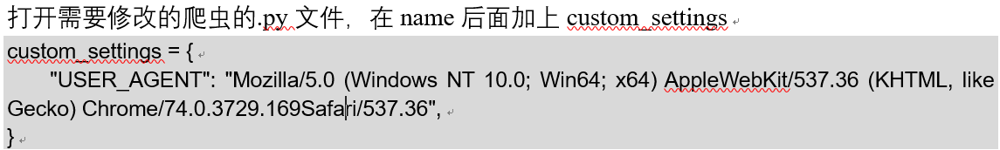 打开需要修改的爬虫的.py 文件，在 name 后面加上 custom_settings
custom_settings = {
"USER_AGENT": "Mozilla/5.0 (Windows NT 10.0; Win64; x64) AppleWebKit/537.36 (KHTML, like
Gecko) Chrome/74.0.3729.169Safari/537.36",
}